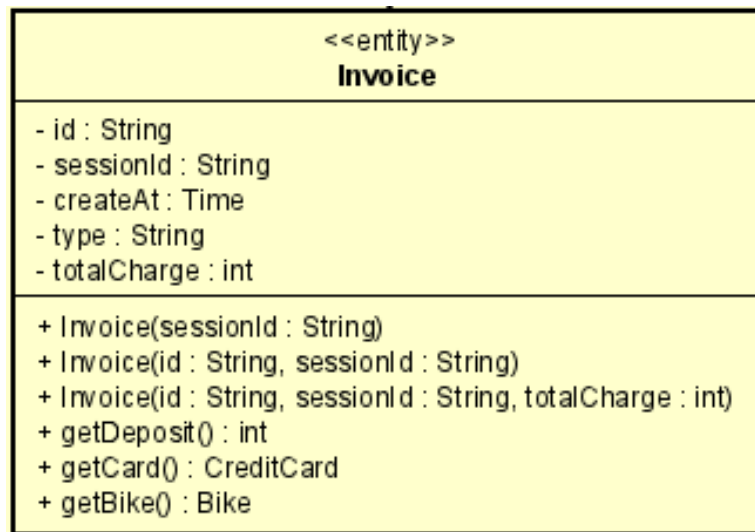 <<entity>>
Invoice
- id : String
- sessionId : String
- createAt : Time
- type : String
- totalCharge : int
+ Invoice(sessionId : String)
+ Invoice(id : String, sessionId : String)
+ Invoice(id : String, sessionId : String, totalCharge : int)
+ getDeposit() : int
+ getCard() : CreditCard
+ getBike() : Bike